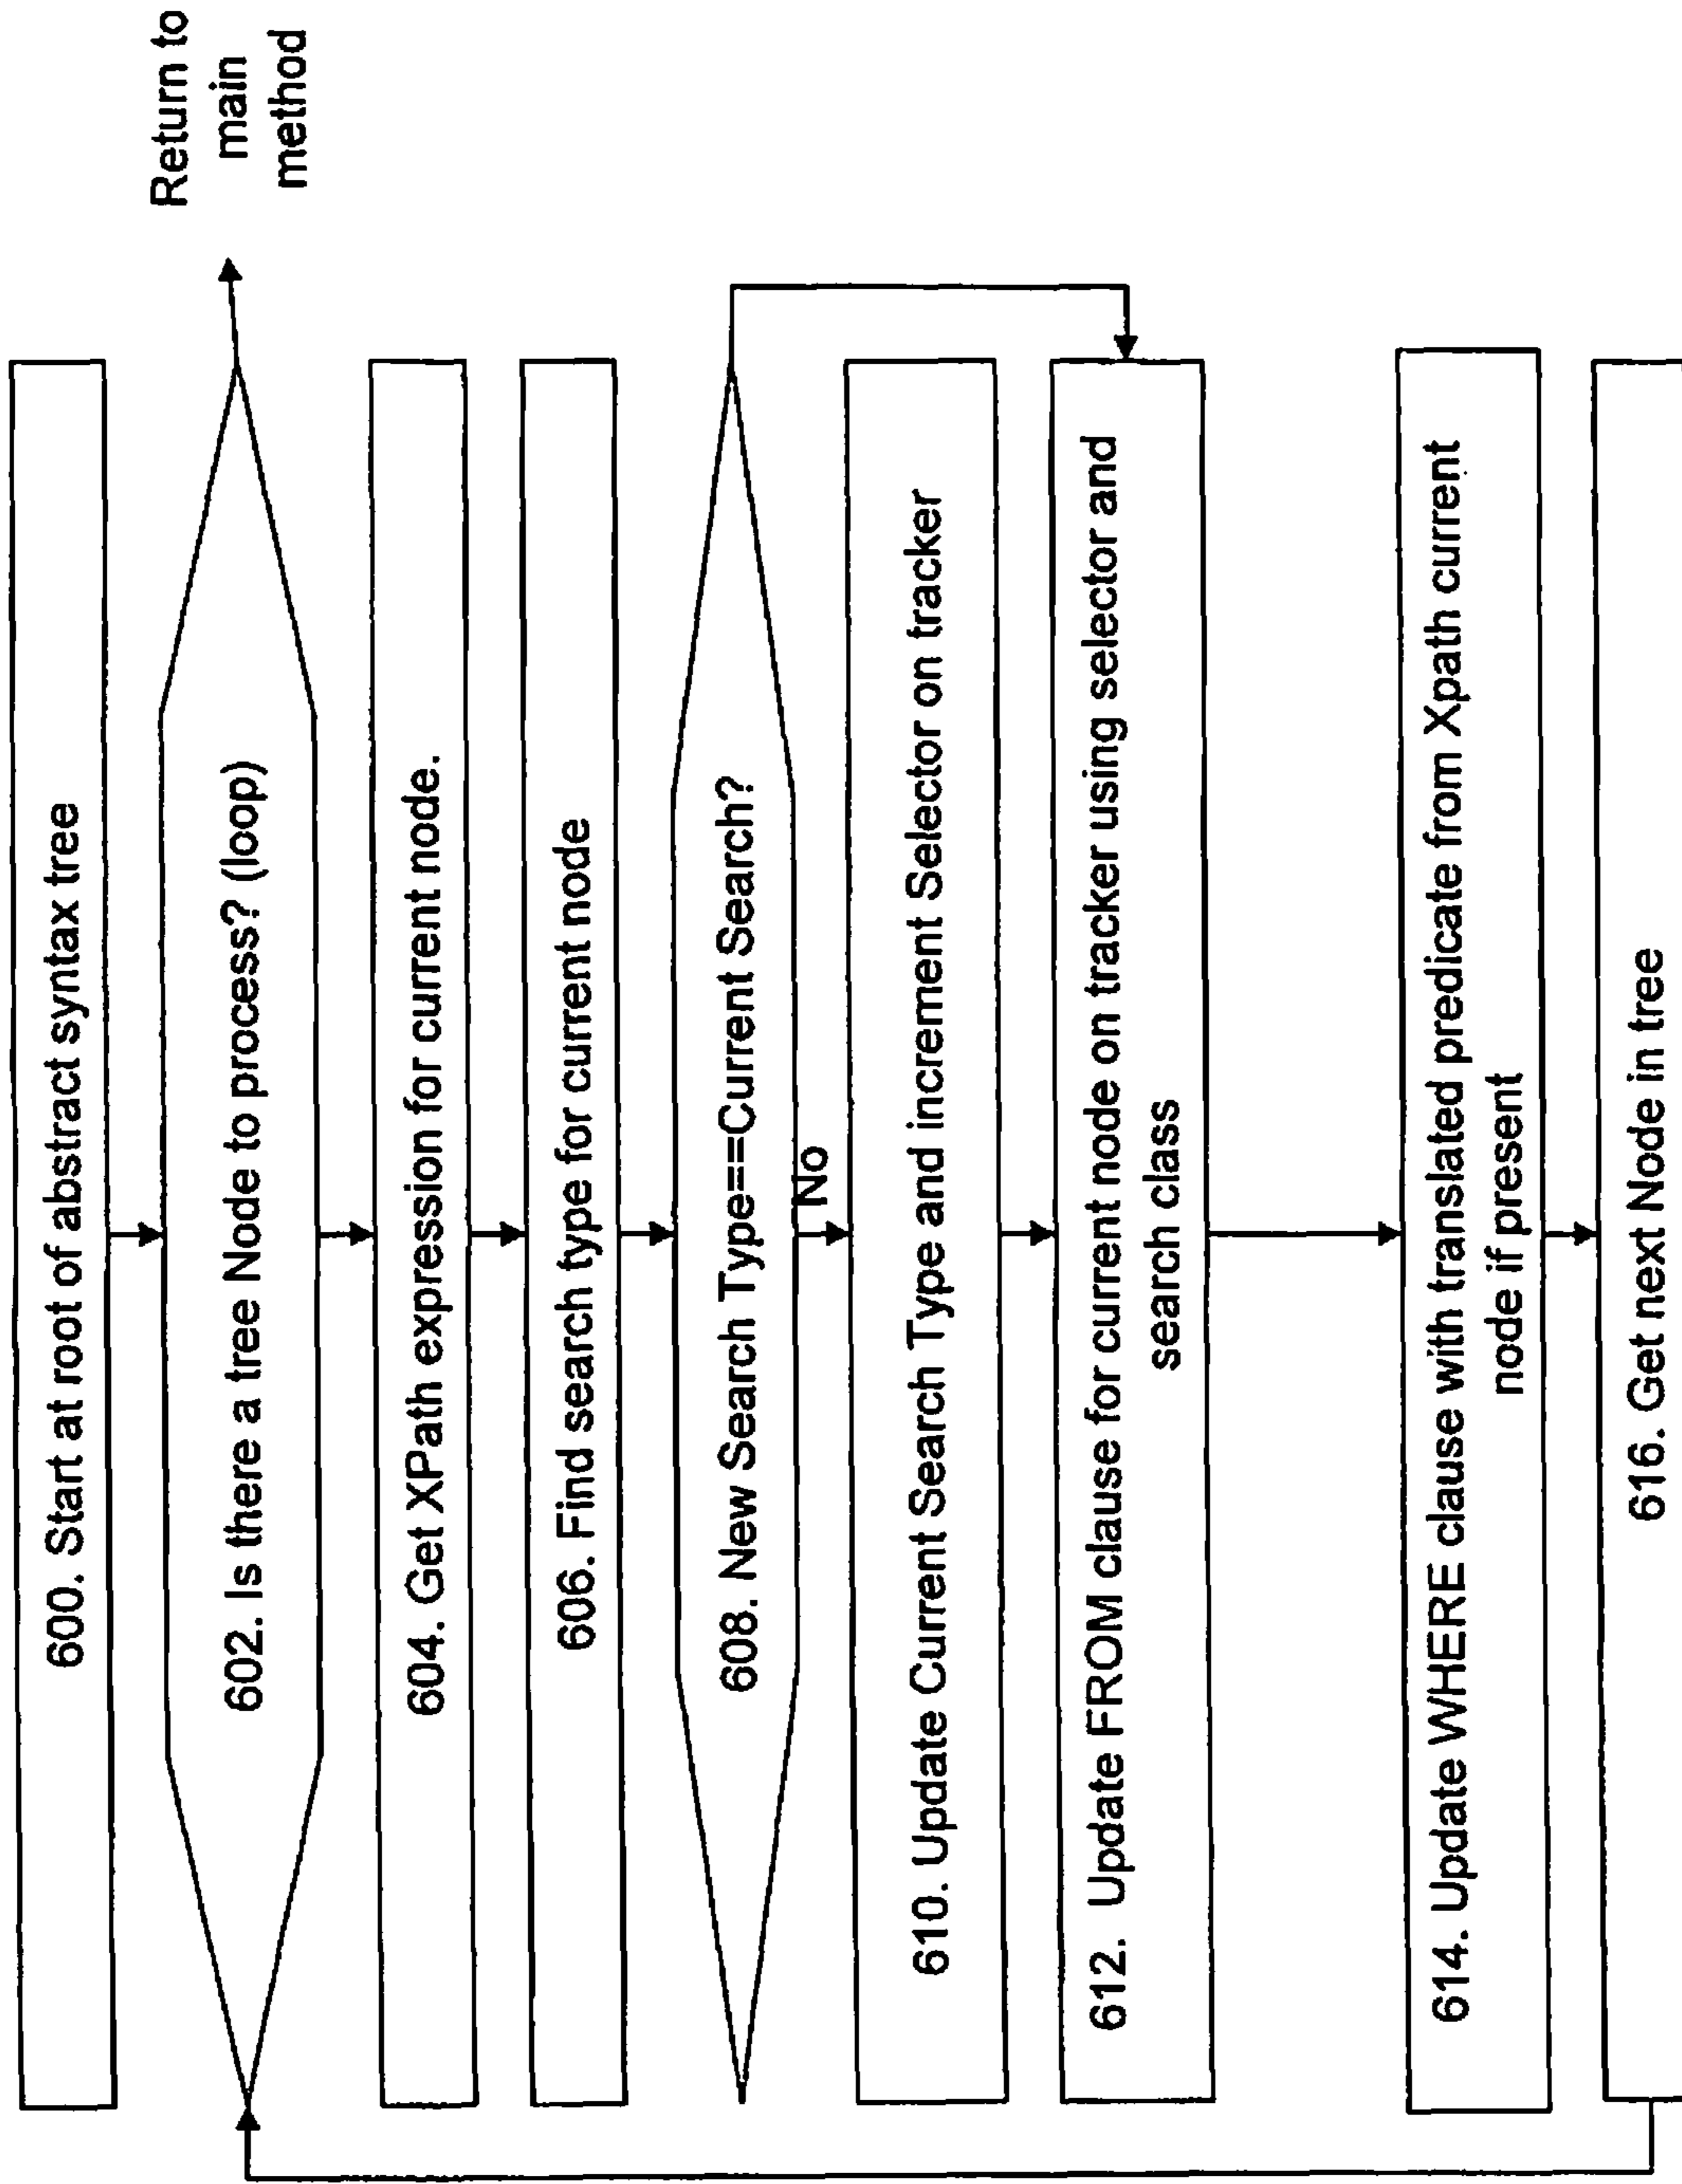 600. Start at root of abstract syntax tree
602. Is there a tree Node to process? (loop)
Return to
main
method
604. Get XPath expression for current node.
606. Find search type for current node
608. New Search Type==Current Search?
No
610. Update Current Search Type and increment Selector on tracker
612. Update FROM clause for current node on tracker using selector and
search class
614. Update WHERE clause with translated predicate from Xpath current
node if present
616. Get next Node in tree